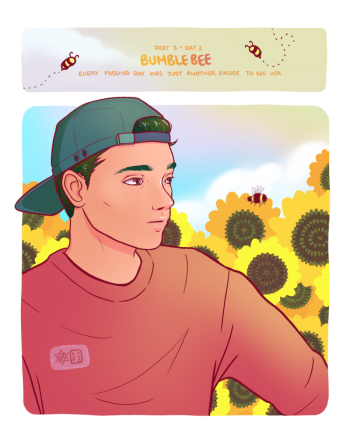 PART 3 - DAY 2
BUMBLEBEE
EVERY PASSING DAY WAS JUST ANOTHER EXCUSE TO SEE HER